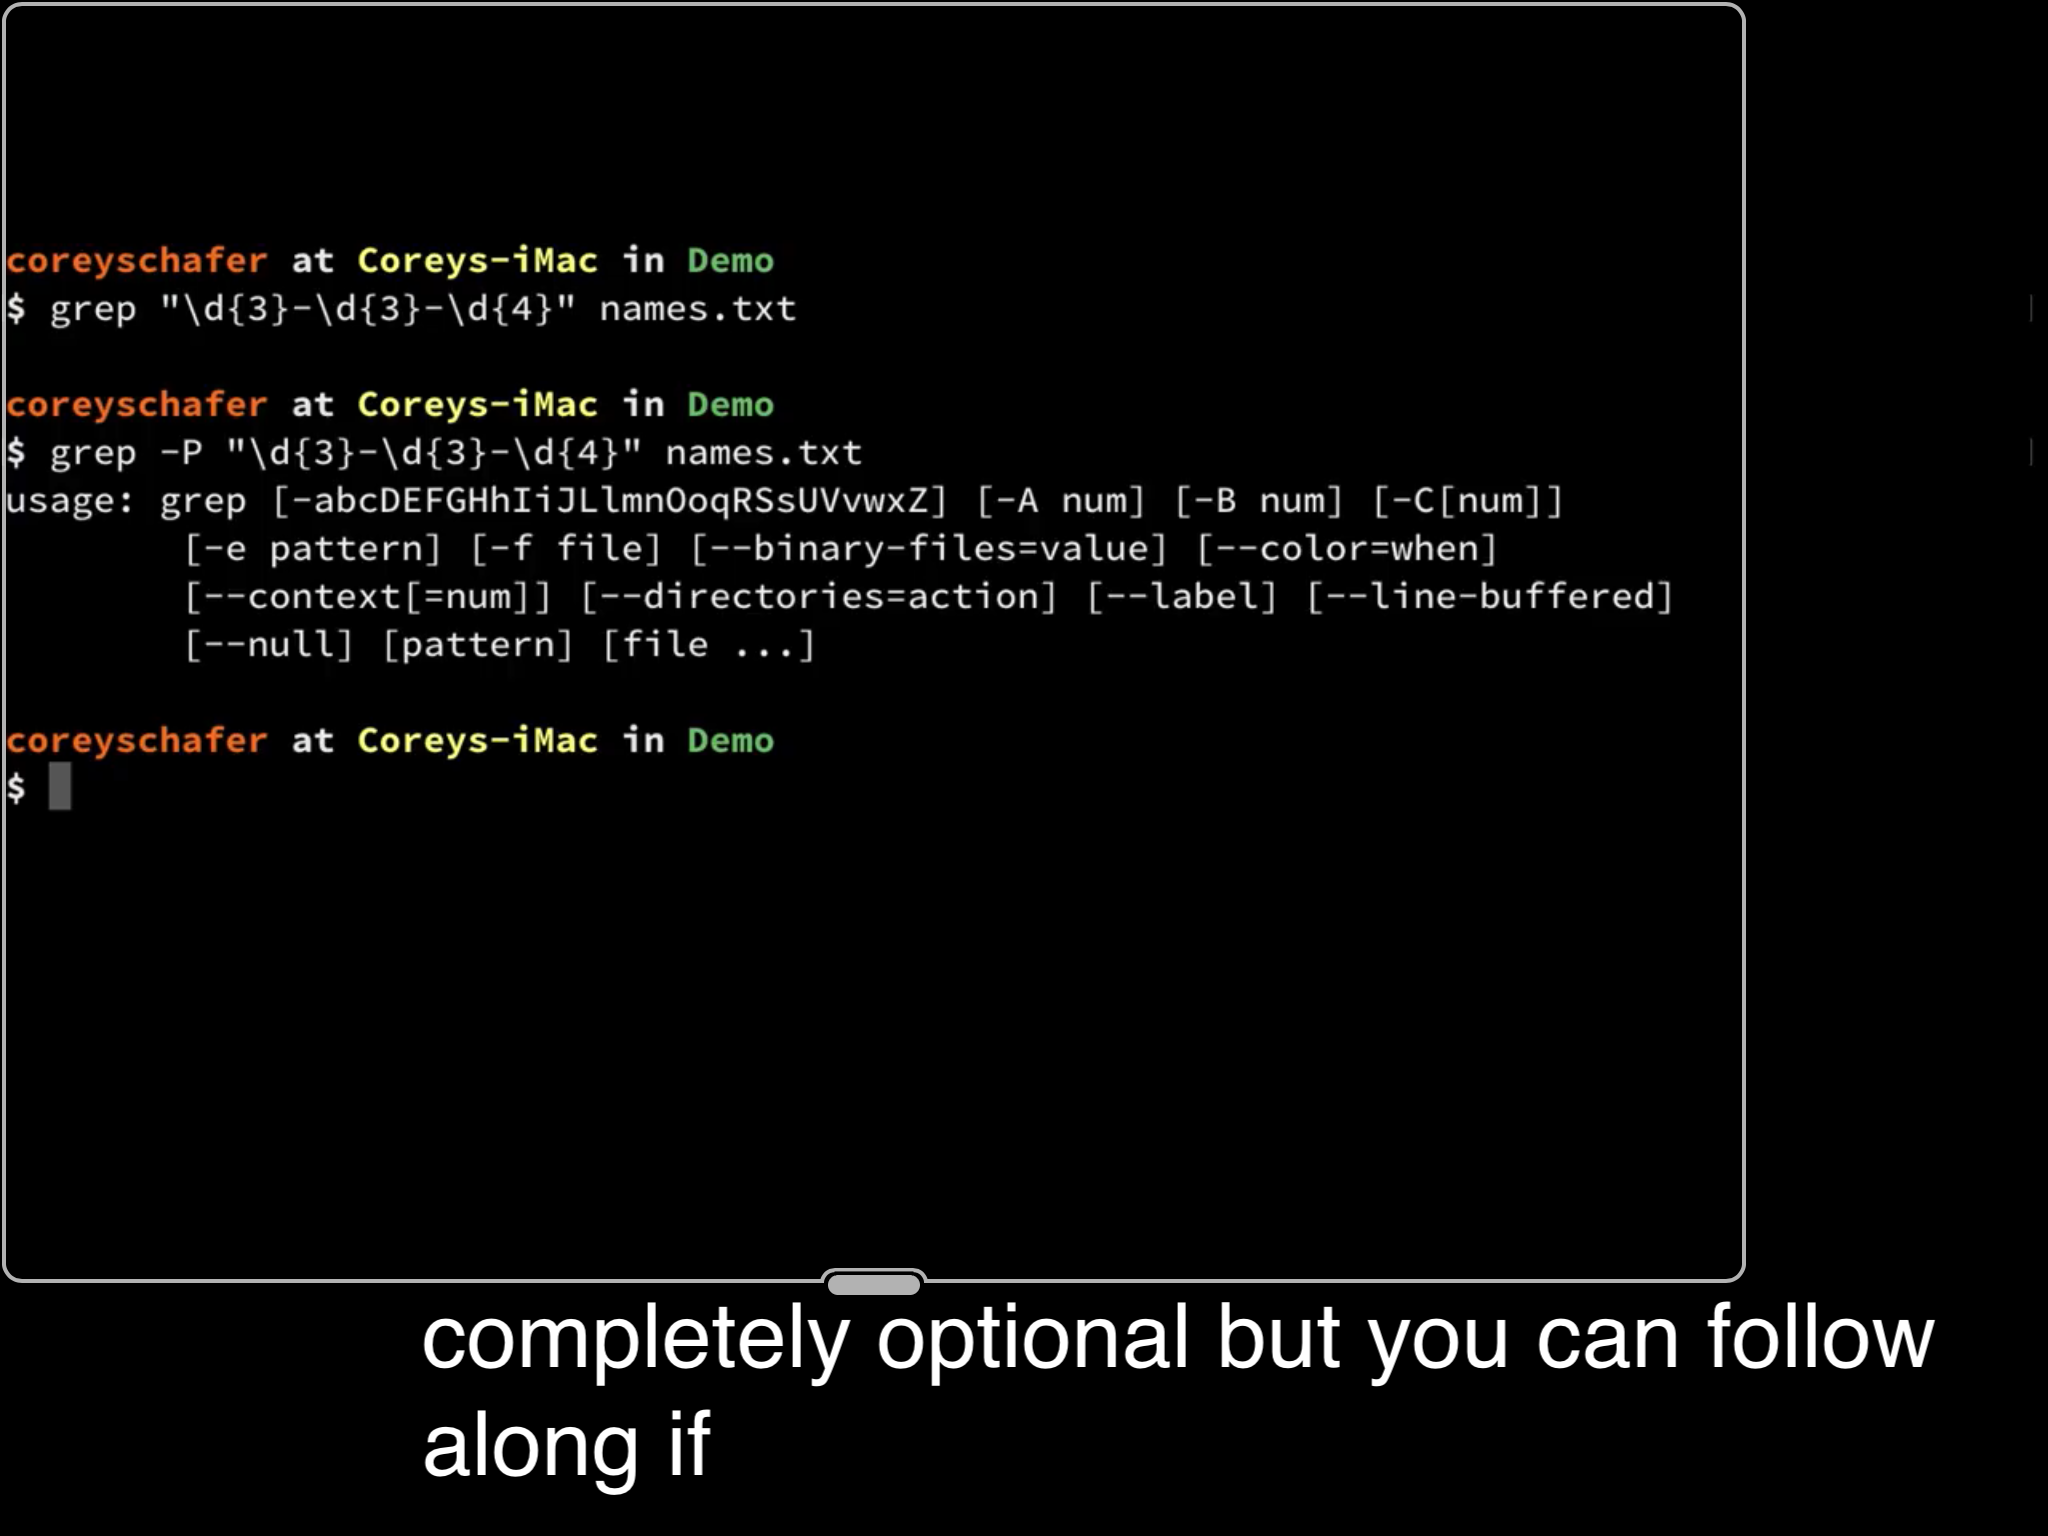 coreyschafer at Coreys-iMac in Demo
$ grep "\d{3}-\d{3}-\d{4}" names.txt
coreyschafer at Coreys-iMac in Demo
$ grep -P "\d{3}-\d{3}-\d{4}" names.txt
usage: grep [-abcDEFGHhIiJLlmnOoqRSsUVvwxZ] [-A num] [-B num] [-C[num]]
[-e pattern] [-f file] [--binary-files=value] [--color=when]
[--context[=num]] [--directories=action] [--label] [--line-buffered]
[--null] [pattern] [file ...]
coreyschafer at Coreys-iMac in Demo
$
completely optional but you can follow
along if